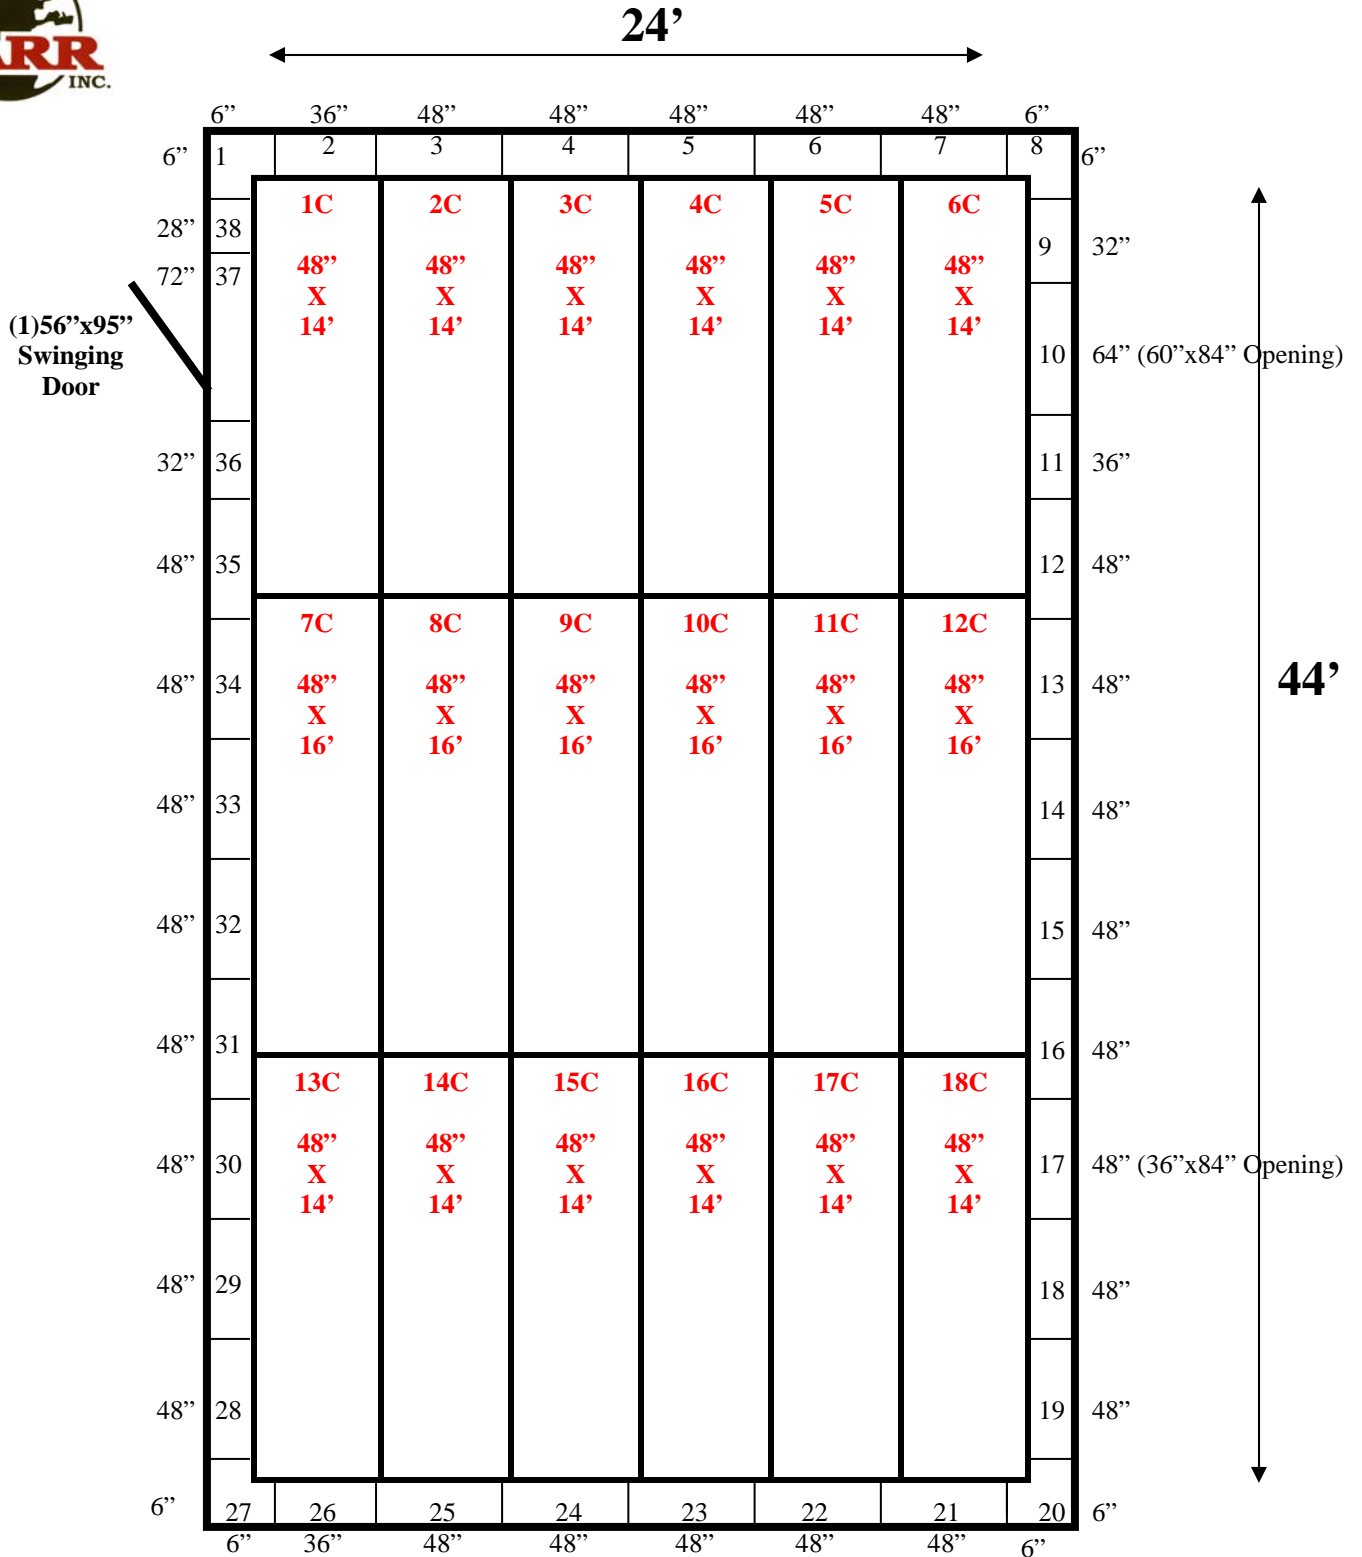 INC.
24’
6” 36” 48” 48” 48” 48” 48” 6”
6” 1 2 3 4 5 6 7 8 6”
1C 2C 3C 4C 5C 6C
28” 38
9 32”
48” 48” 48” 48” 48” 48”
72” 37
X X X X X X
(1)56”x95” 14’ 14’ 14’ 14’ 14’ 14’
Swinging
10 64” (60”x84” Opening)
Door
32” 36 11 36”
48” 35 12 48”
7C 8C 9C 10C 11C 12C
48” 34 48” 48” 48” 48” 48” 48” 13 48” 44’
X X X X X X
16’ 16’ 16’ 16’ 16’ 16’
48” 33 14 48”
48” 32 15 48”
48” 31 16 48”
13C 14C 15C 16C 17C 18C
48” 48” 48” 48” 48” 48”
48” 30 X X X X X X 17 48” (36”x84” Opening)
14’ 14’ 14’ 14’ 14’ 14’
48” 29 18 48”
48” 28 19 48”
6” 27 26 25 24 23 22 21 20 6”
6” 36” 48” 48” 48” 48” 48” 6”